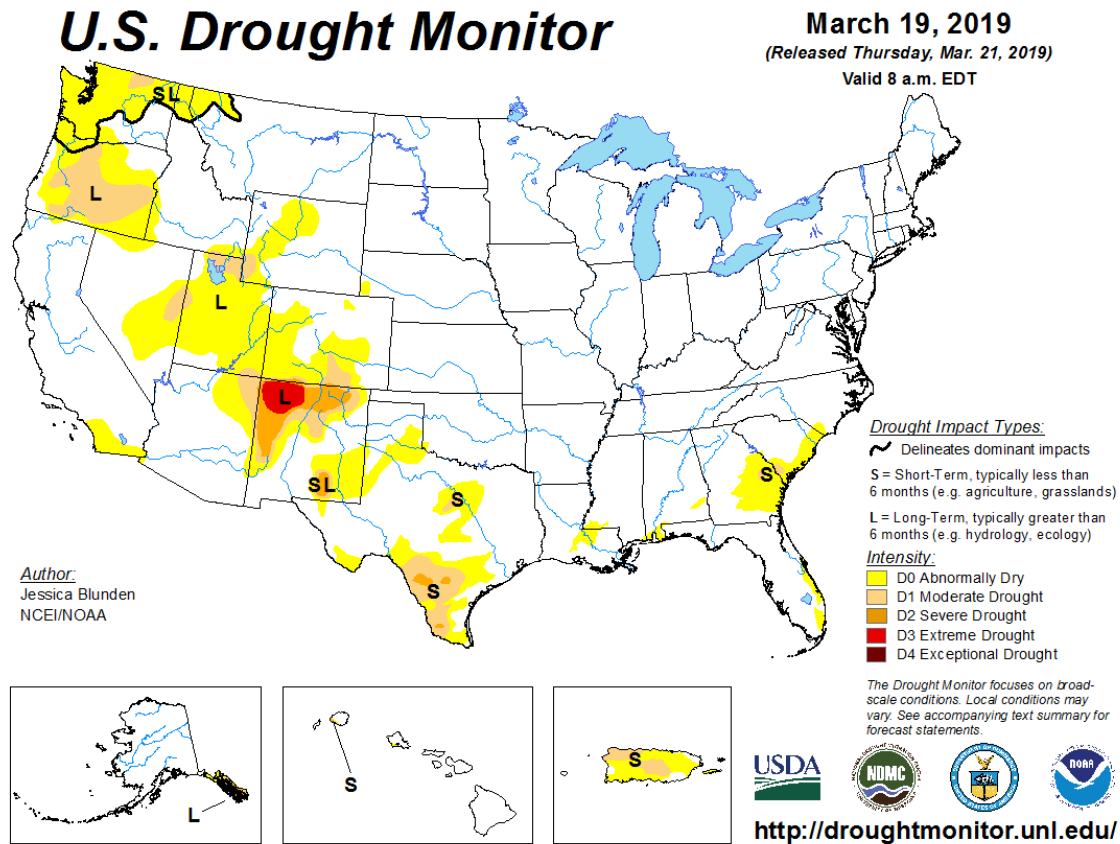 U.S. Drought Monitor
March 19, 2019
(Released Thursday, Mar. 21, 2019)
Valid 8 a.m. EDT
S L
L
L
L
S L
S
S
S
Drought Impact Types:
Delineates dominant impacts
S = Short-Term, typically less than
6 months (e.g. agriculture, grasslands)
L = Long-Term, typically greater than
6 months (e.g. hydrology, ecology)
Intensity:
D0 Abnormally Dry
D1 Moderate Drought
D2 Severe Drought
D3 Extreme Drought
D4 Exceptional Drought
Author:
Jessica Blunden
NCEI/NOAA
L
S
S
The Drought Monitor focuses on broad-
scale conditions. Local conditions may
vary. See accompanying text summary for
forecast statements.
USDA
NDMC
NOAA
http://droughtmonitor.unl.edu/